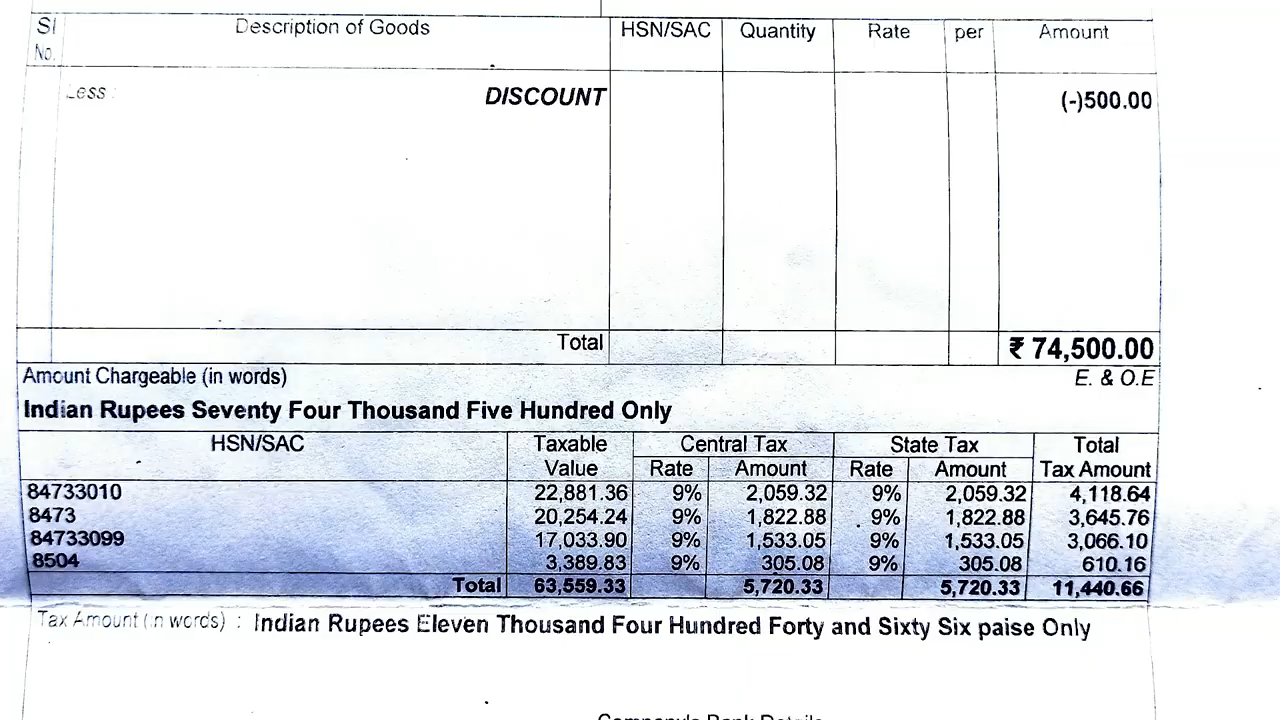 Sl No. Description of Goods HSN/SAC Quantity Rate per Amount
Less : DISCOUNT (-)500.00
Total ₹ 74,500.00
Amount Chargeable (in words) E. & O.E
Indian Rupees Seventy Four Thousand Five Hundred Only
HSN/SAC Taxable Value Central Tax State Tax Total Tax Amount
Rate Amount Rate Amount
84733010 22,881.36 9% 2,059.32 9% 2,059.32 4,118.64
8473 20,254.24 9% 1,822.88 9% 1,822.88 3,645.76
84733099 17,033.90 9% 1,533.05 9% 1,533.05 3,066.10
8504 3,389.83 9% 305.08 9% 305.08 610.16
Total 63,559.33 5,720.33 5,720.33 11,440.66
Tax Amount (in words) : Indian Rupees Eleven Thousand Four Hundred Forty and Sixty Six paise Only
Company's Bank Details